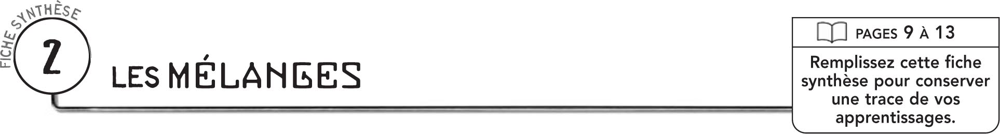 FICHE SYNTHÈSE
2
LES MÉLANGES
PAGES 9 À 13
Remplissez cette fiche
synthèse pour conserver
une trace de vos
apprentissages.